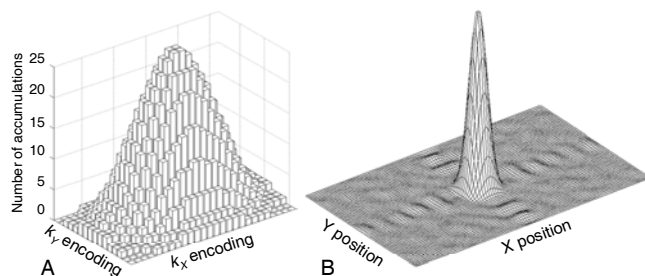 25
20
15
10
5
0
Number of accumulations
kY encoding
kX encoding
A
Y position
X position
B